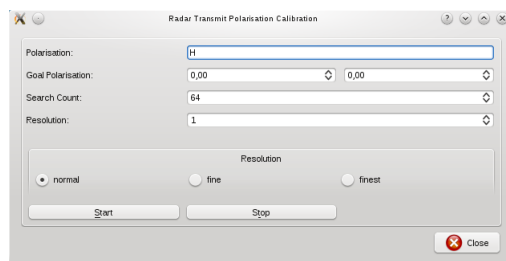 Radar Transmit Polarisation Calibration
Polarisation: H
Goal Polarisation: 0,00 0,00
Search Count: 64
Resolution: 1
Resolution
normal fine finest
Start Stop
Close